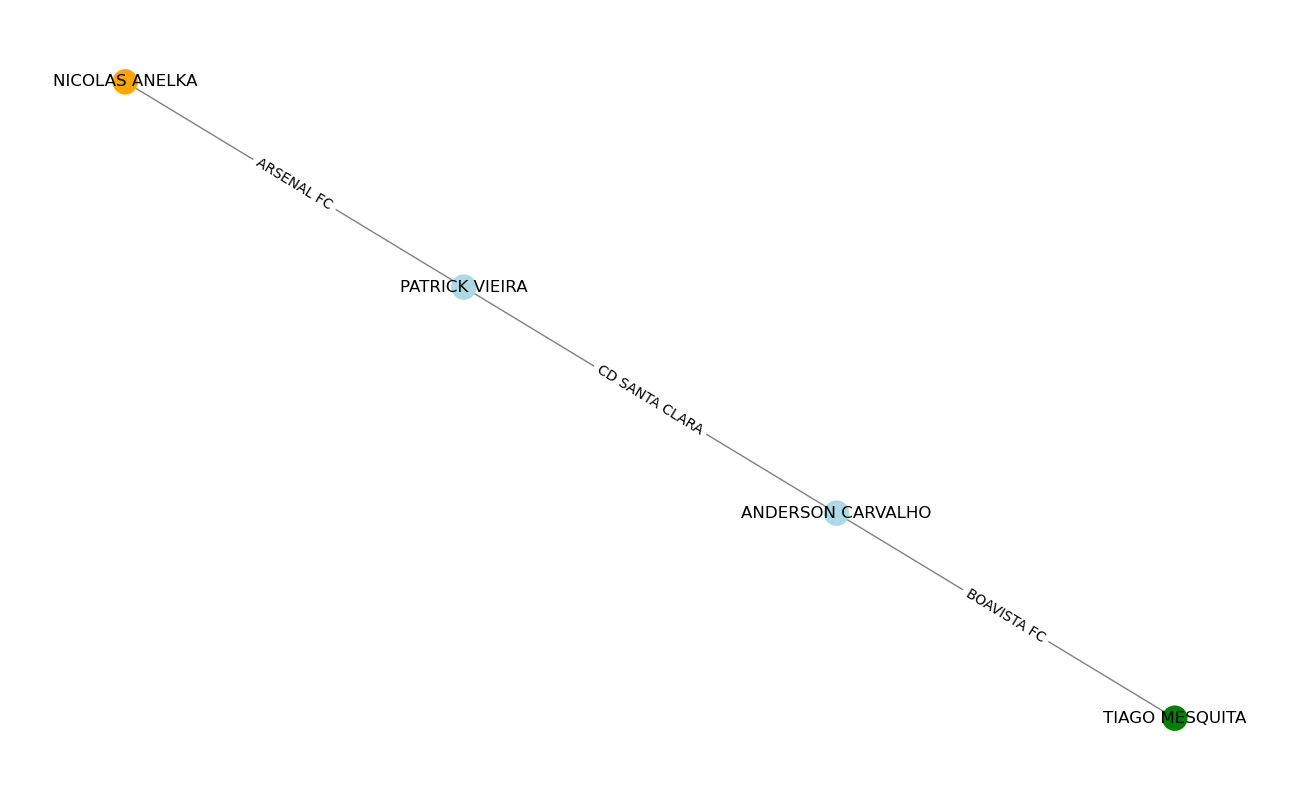 NICOLAS ANELKA
ARSENAL FC
PATRICK VIEIRA
CD SANTA CLARA
ANDERSON CARVALHO
BOAVISTA FC
TIAGO MESQUITA